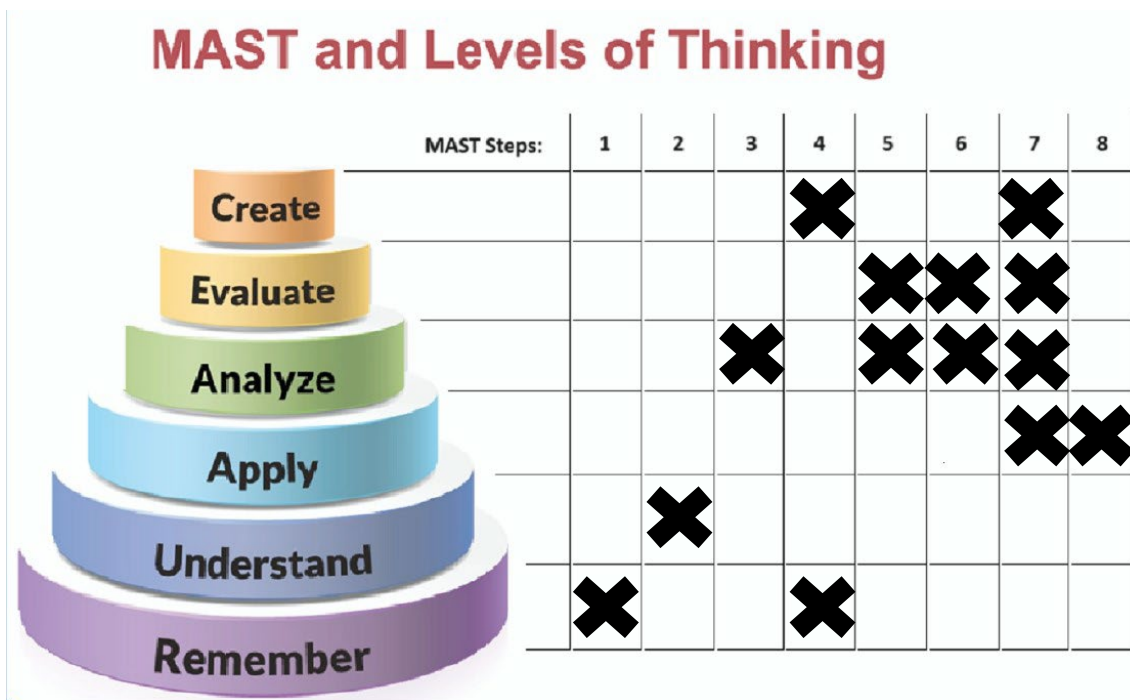 MAST and Levels of Thinking
MAST Steps: 1 2 3 4 5 6 7 8
Create
Evaluate
Analyze
Apply
Understand
Remember